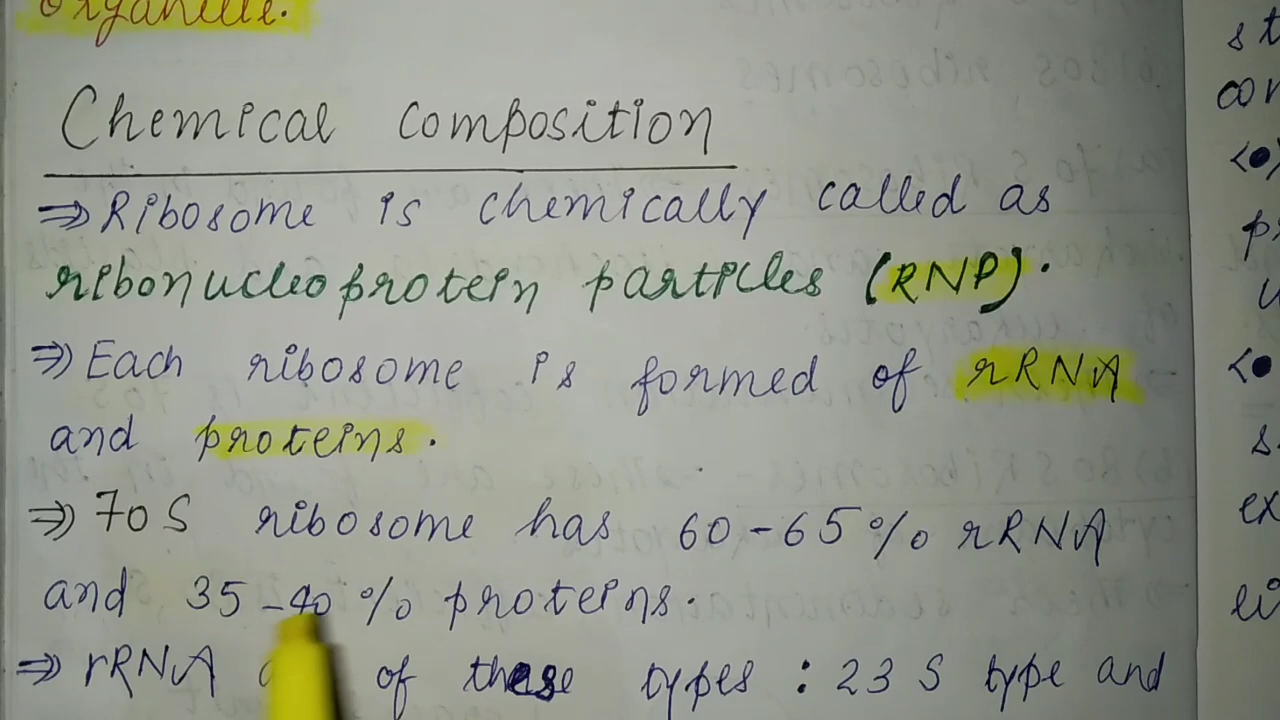 organelle.
Chemical composition
⇒ Ribosome is chemically called as
ribonucleoprotein particles (RNP).
⇒ Each ribosome is formed of rRNA
and proteins.
⇒ 70S ribosome has 60-65% rRNA
and 35-40% proteins.
⇒ rRNA of these types : 23 S type and